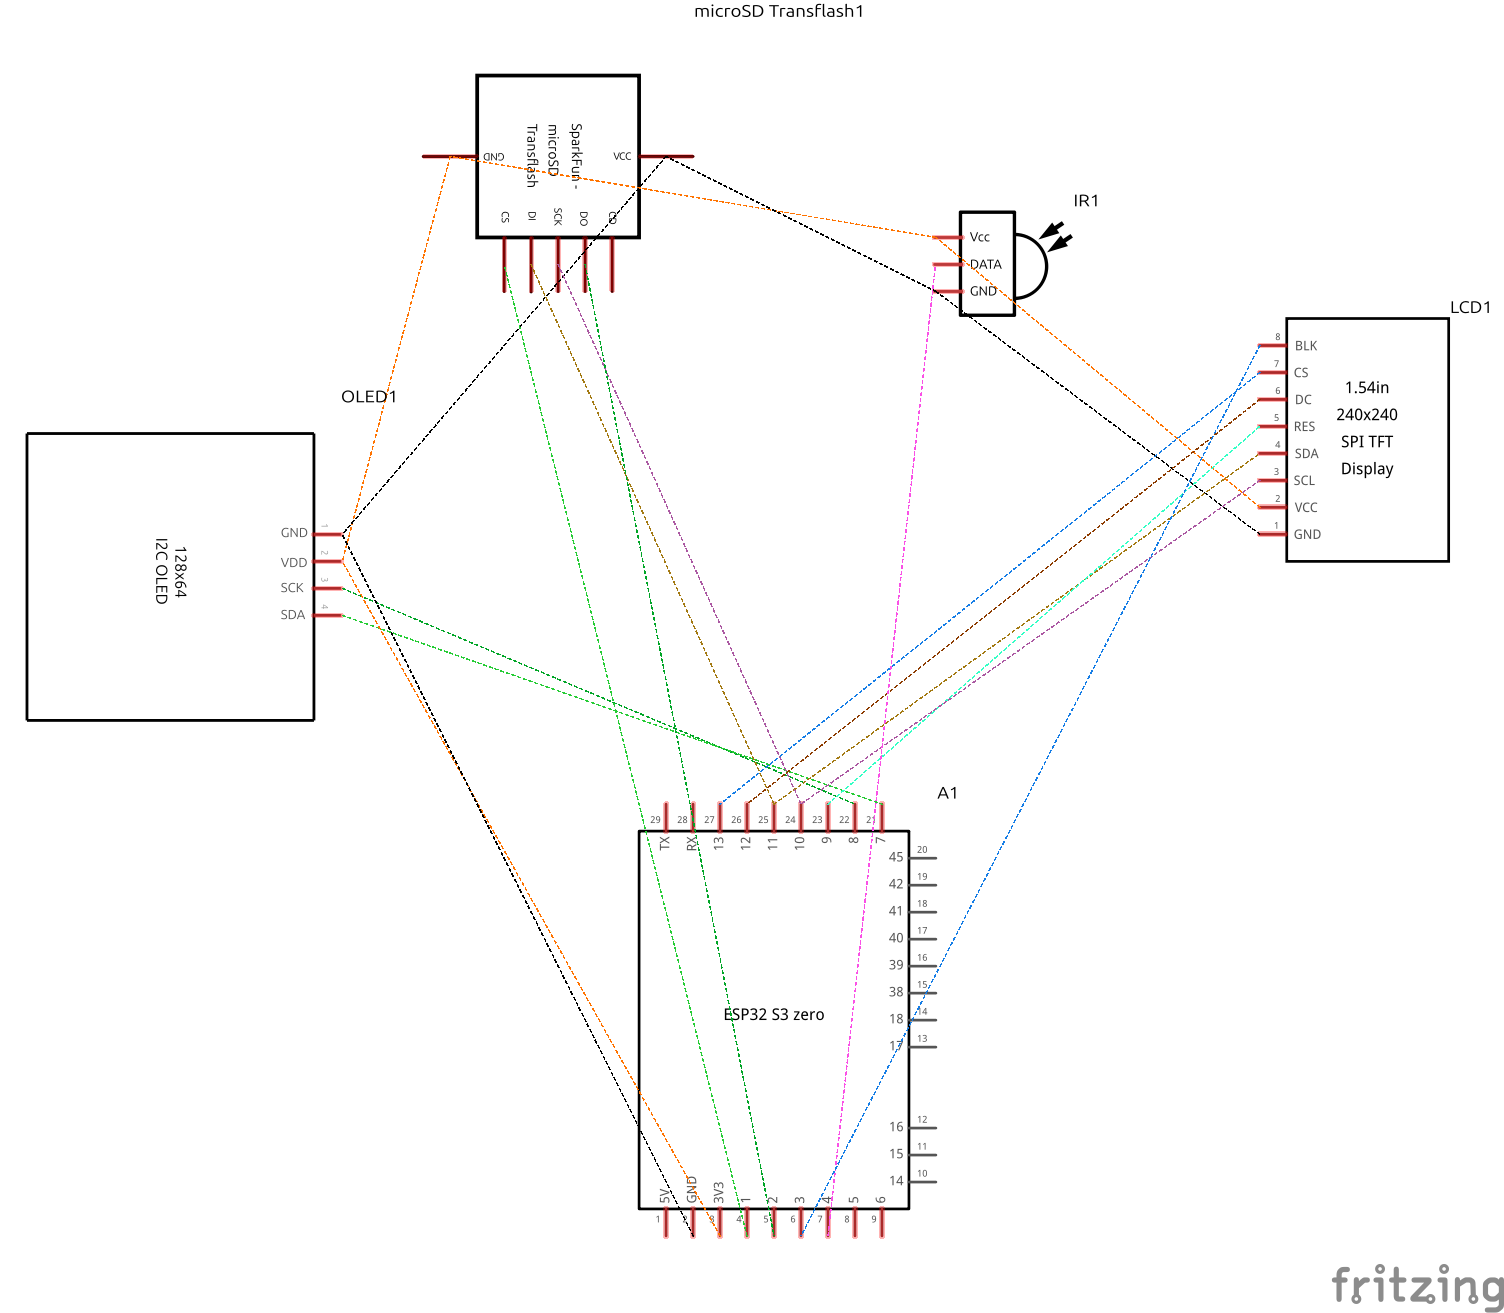 microSD Transflash1
SparkFun -
microSD
Transflash
GND
VCC
CS
DI
SCK
DO
CD
IR1
Vcc
DATA
GND
LCD1
8
BLK
7
CS
6
DC
5
RES
4
SDA
3
SCL
2
VCC
1
GND
1.54in
240x240
SPI TFT
Display
OLED1
128x64
I2C OLED
GND
1
VDD
2
SCK
3
SDA
4
A1
29
28
27
26
25
24
23
22
21
TX
RX
13
12
11
10
9
8
7
45
20
42
19
41
18
40
17
39
16
38
15
18
14
17
13
16
12
15
11
14
10
ESP32 S3 zero
5V
GND
3V3
1
2
3
4
5
6
1
2
3
4
5
6
7
8
9
fritzing